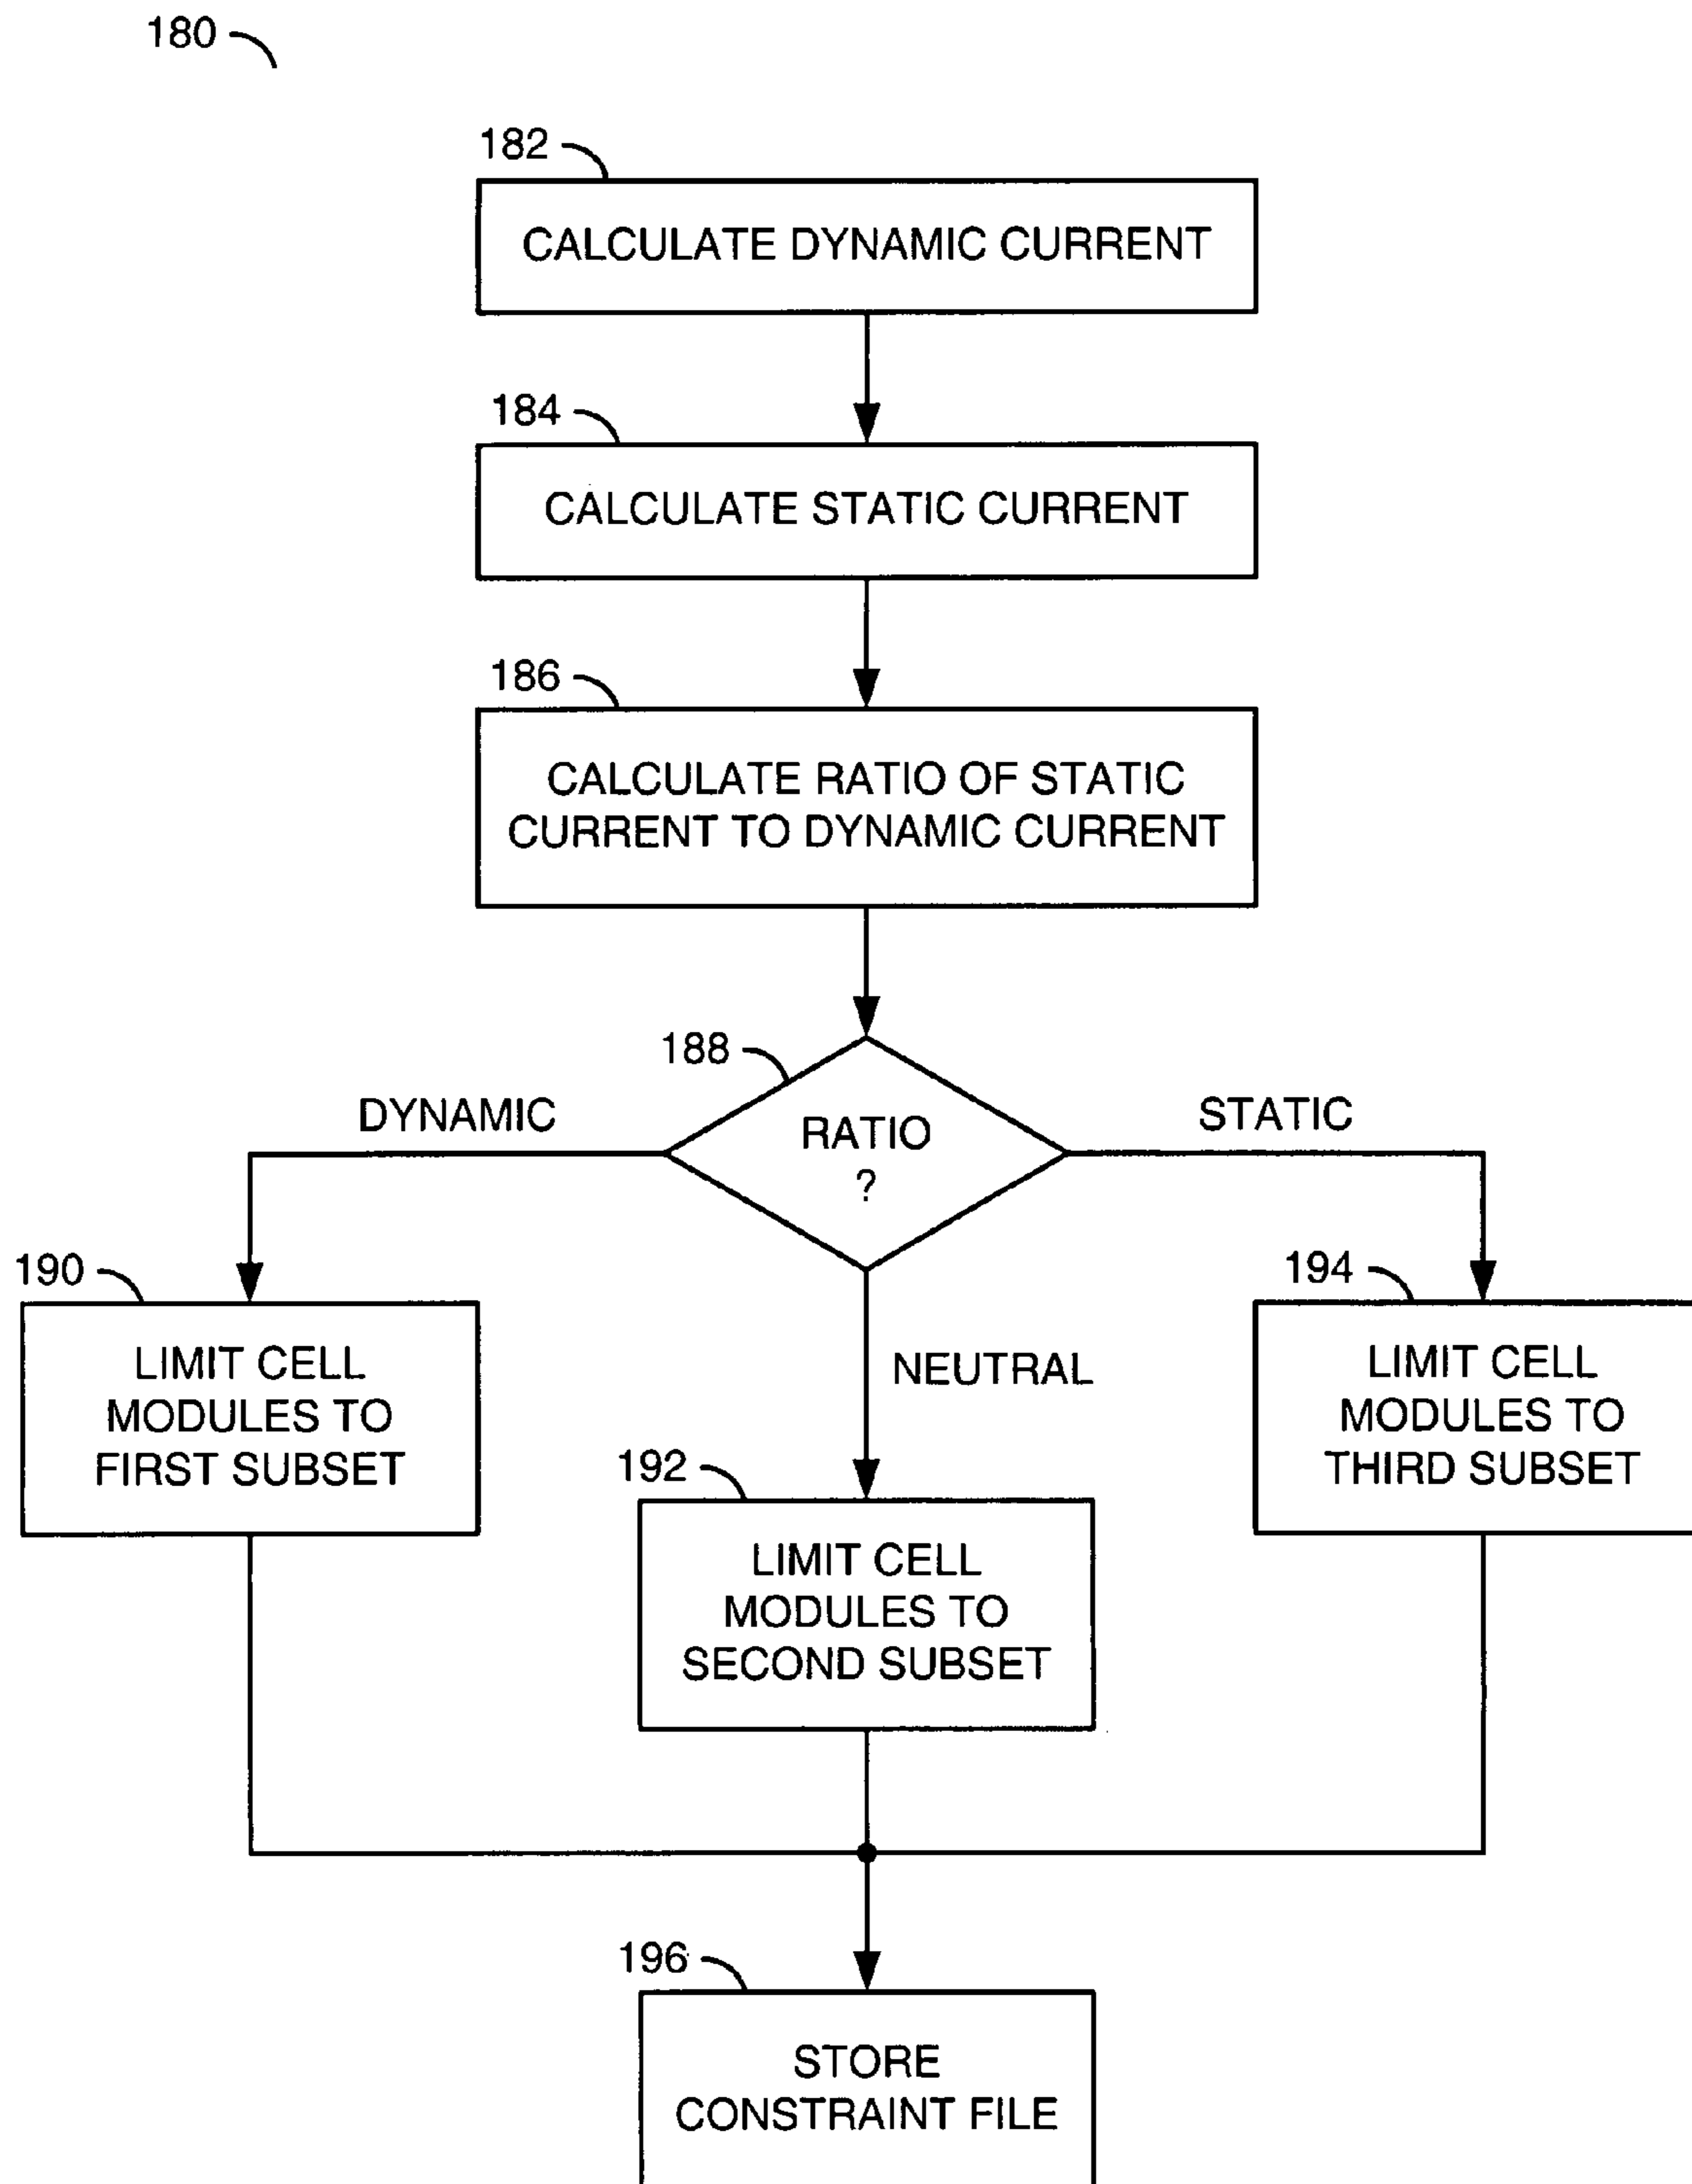 180
182
CALCULATE DYNAMIC CURRENT
184
CALCULATE STATIC CURRENT
186
CALCULATE RATIO OF STATIC
CURRENT TO DYNAMIC CURRENT
188
RATIO
?
DYNAMIC
STATIC
NEUTRAL
190
LIMIT CELL
MODULES TO
FIRST SUBSET
192
LIMIT CELL
MODULES TO
SECOND SUBSET
194
LIMIT CELL
MODULES TO
THIRD SUBSET
196
STORE
CONSTRAINT FILE